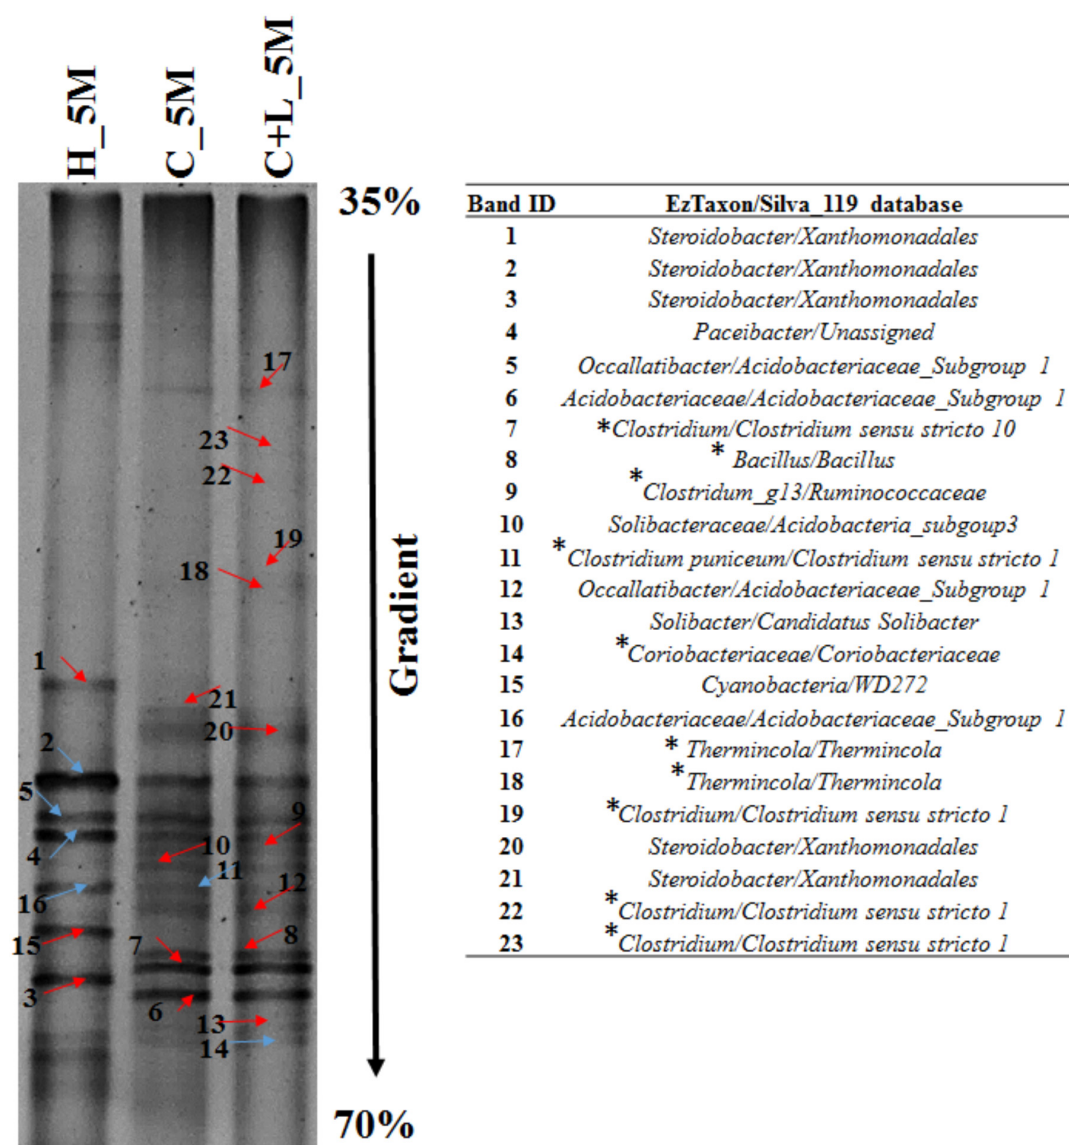 H_5M
C_5M
C+L_5M
35%
Gradient
70%
17
23
22
19
18
1
21
20
2
5
9
4
10
11
16
12
15
7
8
3
6
13
14
Band ID EzTaxon/Silva_119 database
1 Steroidobacter/Xanthomonadales
2 Steroidobacter/Xanthomonadales
3 Steroidobacter/Xanthomonadales
4 Paceibacter/Unassigned
5 Occallatibacter/Acidobacteriaceae_Subgroup 1
6 Acidobacteriaceae/Acidobacteriaceae_Subgroup 1
7 *Clostridium/Clostridium sensu stricto 10
8 * Bacillus/Bacillus
9 *Clostridum_g13/Ruminococcaceae
10 Solibacteraceae/Acidobacteria_subgoup3
11 *Clostridium puniceum/Clostridium sensu stricto 1
12 Occallatibacter/Acidobacteriaceae_Subgroup 1
13 Solibacter/Candidatus Solibacter
14 *Coriobacteriaceae/Coriobacteriaceae
15 Cyanobacteria/WD272
16 Acidobacteriaceae/Acidobacteriaceae_Subgroup 1
17 * Thermincola/Thermincola
18 *Thermincola/Thermincola
19 *Clostridium/Clostridium sensu stricto 1
20 Steroidobacter/Xanthomonadales
21 Steroidobacter/Xanthomonadales
22 *Clostridium/Clostridium sensu stricto 1
23 *Clostridium/Clostridium sensu stricto 1